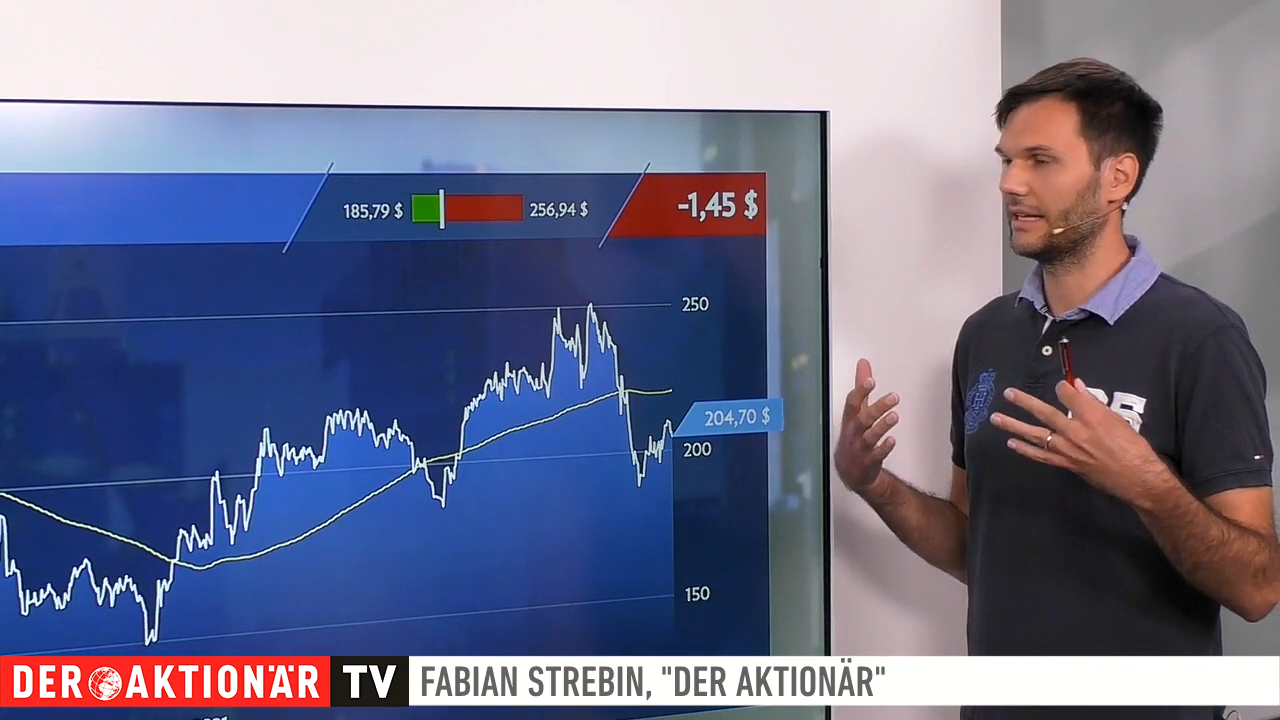 185,79 $ 256,94 $ -1,45 $
250
204,70 $
200
150
DER AKTIONÄR TV FABIAN STREBIN, "DER AKTIONÄR"